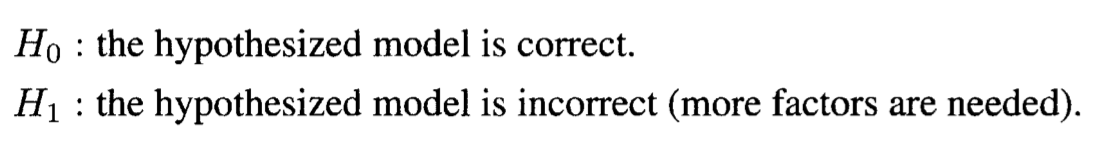 H₀ : the hypothesized model is correct.
H₁ : the hypothesized model is incorrect (more factors are needed).